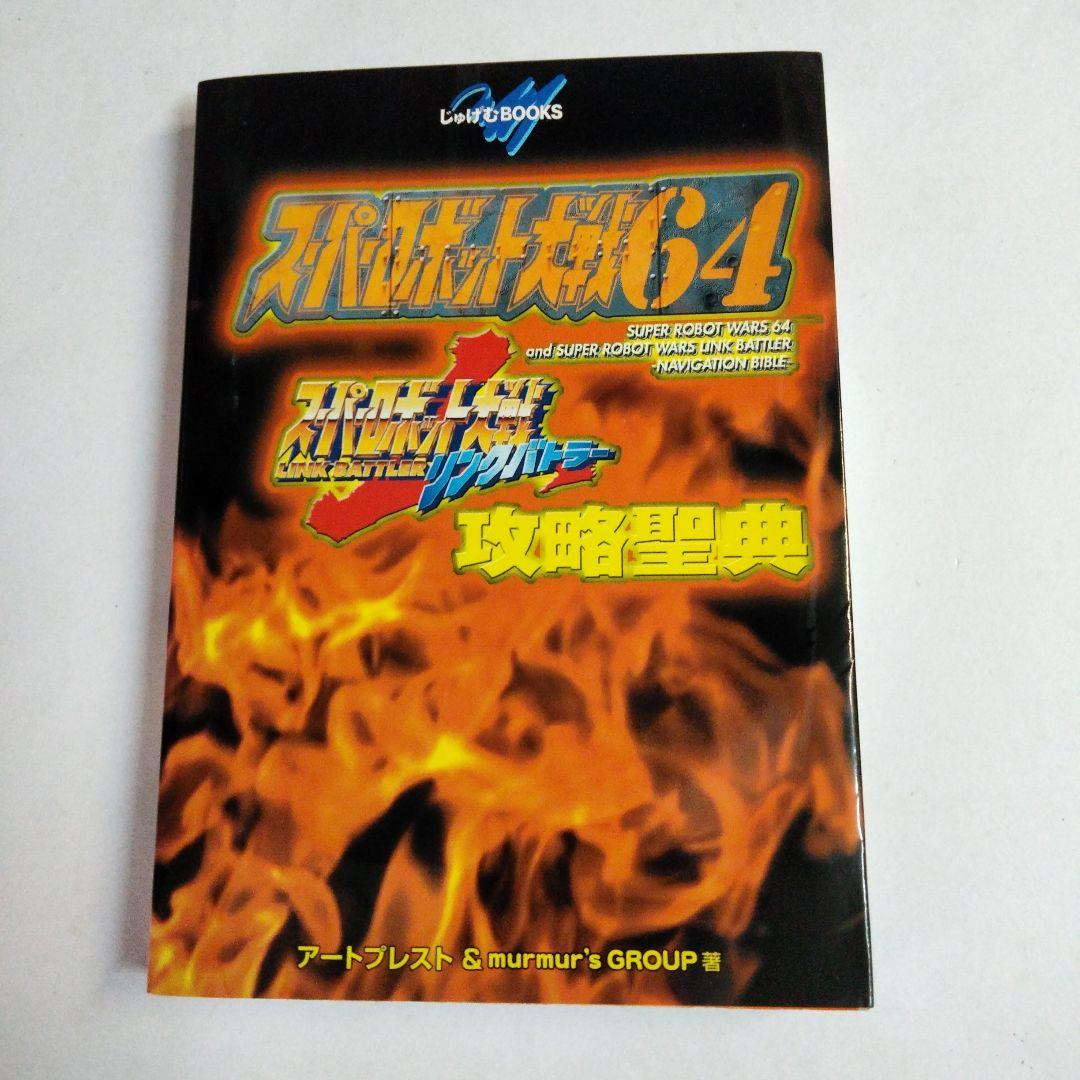 じゅげむBOOKS
スーパーロボット大戦64
SUPER ROBOT WARS 64
and SUPER ROBOT WARS LINK BATTLER
-NAVIGATION BIBLE-
スーパーロボット大戦
LINK BATTLER リンクバトラー
攻略聖典
アートプレスト & murmur's GROUP 著